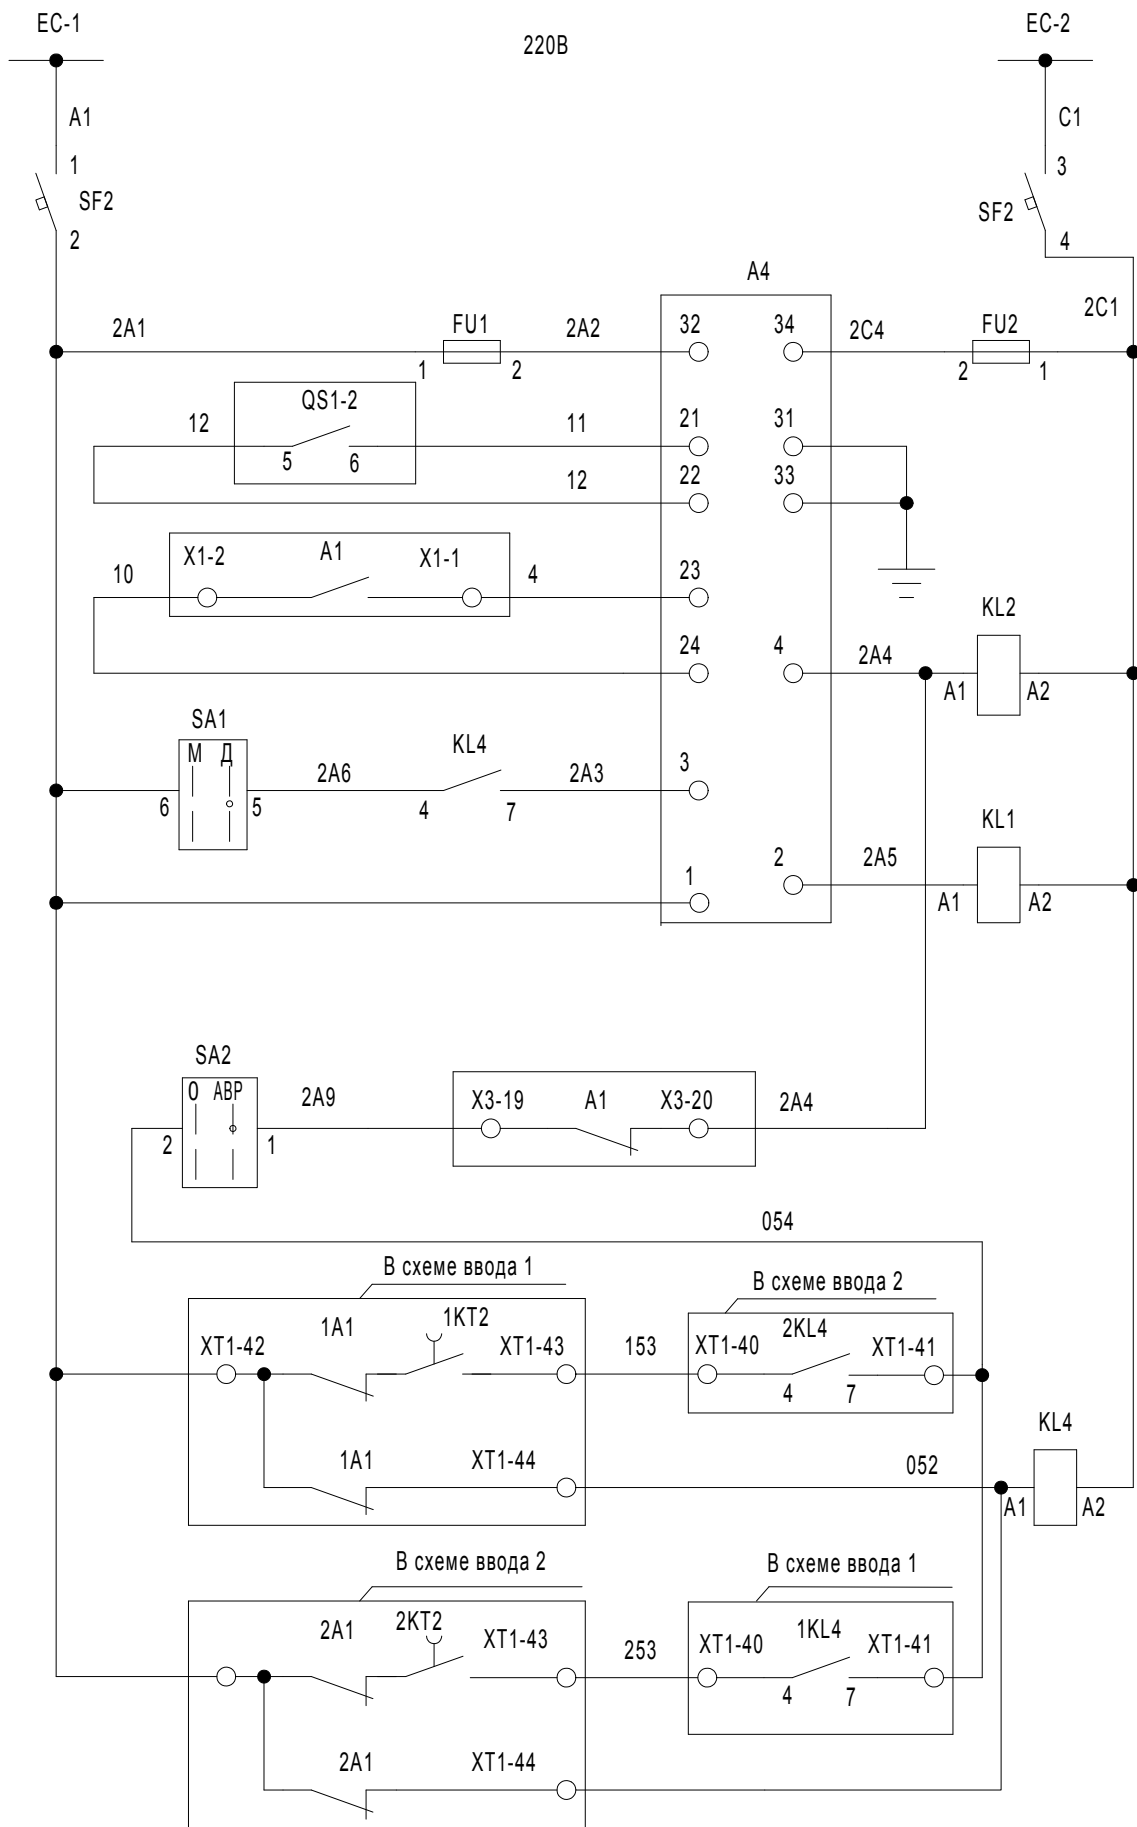 EC-1 220В EC-2
A1 C1
1 3
SF2 SF2
2 4
A4
2C1
2A1 FU1 2A2 32 34 2C4 FU2
1 2 2 1
QS1-2
12 11 21 31
5 6
12 22 33
X1-2 A1 X1-1
10 4 23
KL2
24 4 2A4
A1 A2
SA1
М Д KL4
2A6 2A3 3
6 5 4 7
KL1
1 2 2A5
A1 A2
SA2
О АВР 2A9 X3-19 A1 X3-20 2A4
2 1
054
В схеме ввода 1 В схеме ввода 2
1A1 1KT2 2KL4
XT1-42 XT1-43 153 XT1-40 XT1-41
4 7
KL4
1A1 XT1-44 052
A1 A2
В схеме ввода 2 В схеме ввода 1
2A1 2KT2 XT1-43 253 XT1-40 1KL4 XT1-41
4 7
2A1 XT1-44